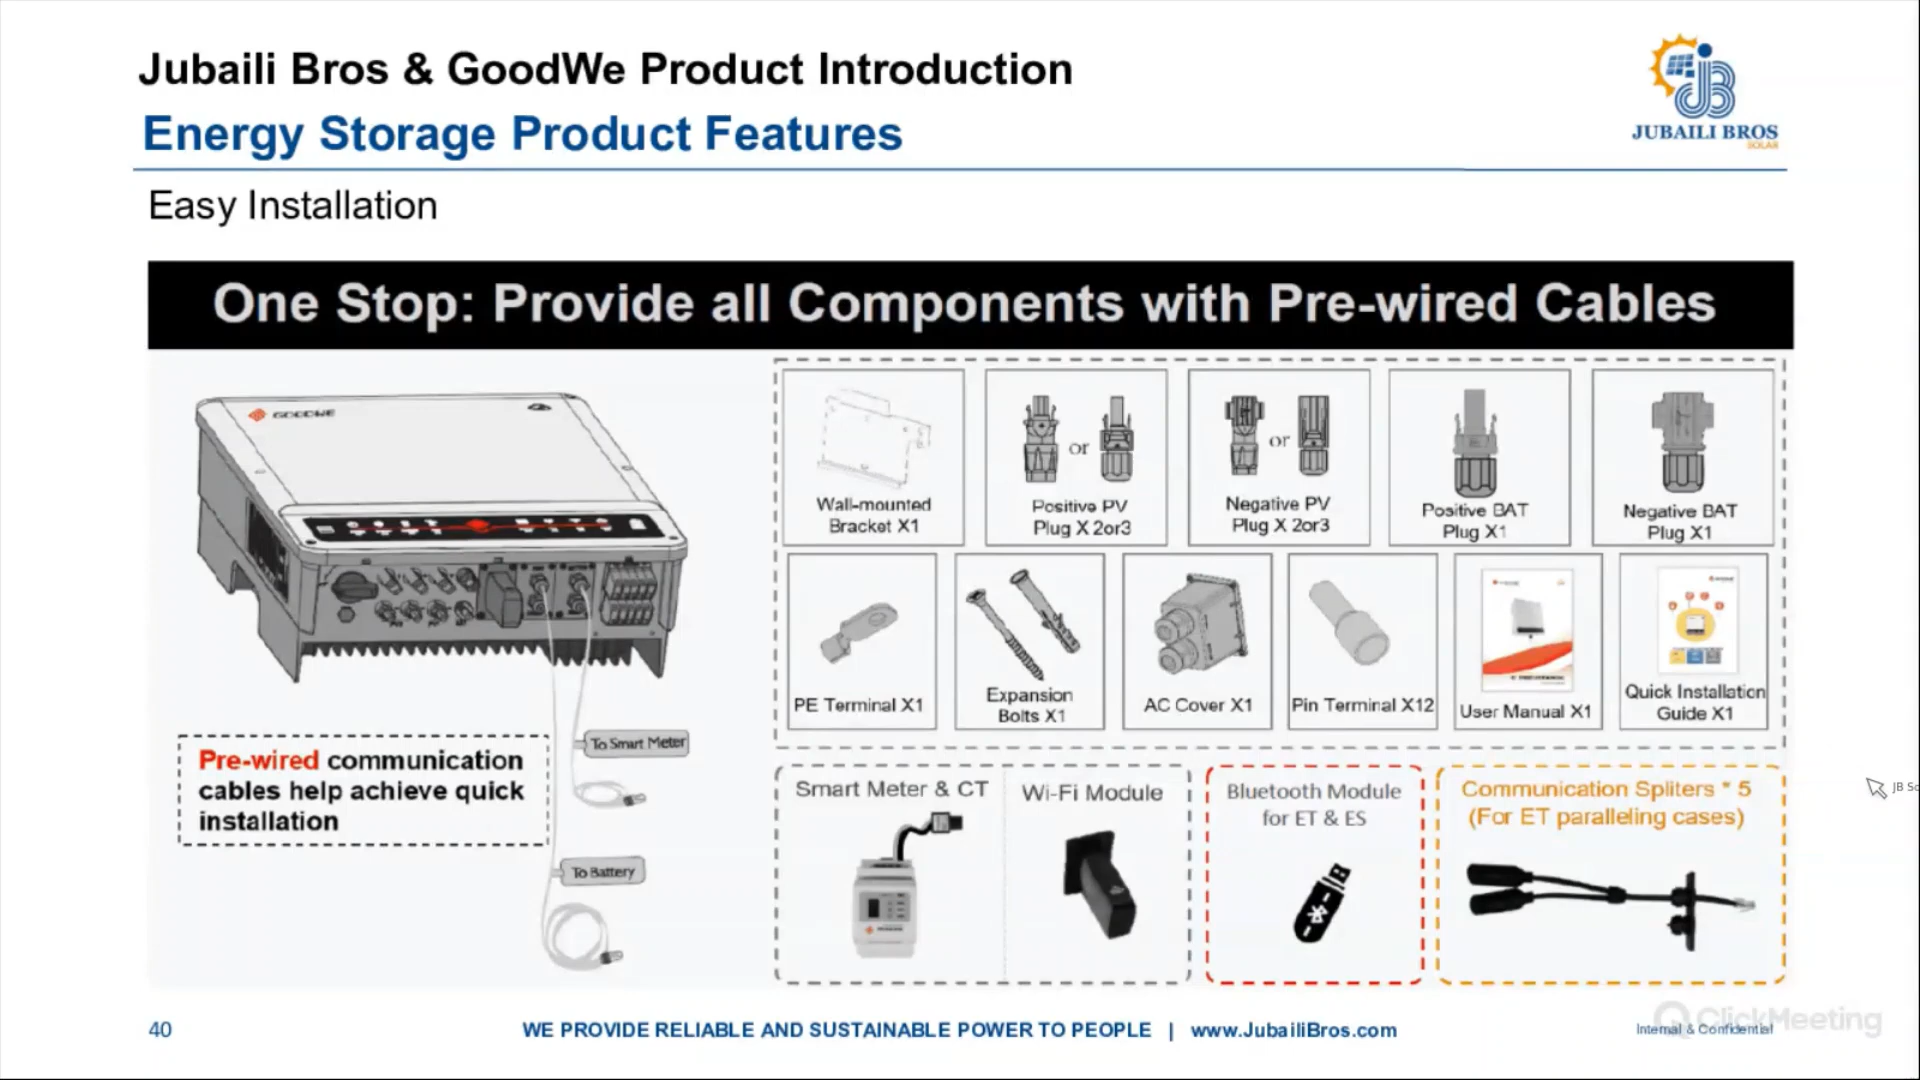 Jubaili Bros & GoodWe Product Introduction
Energy Storage Product Features
JUBAILI BROS
SOLAR
Easy Installation
One Stop: Provide all Components with Pre-wired Cables
GOODWE
Wall-mounted
Bracket X1
or
Positive PV
Plug X 2or3
or
Negative PV
Plug X 2or3
Positive BAT
Plug X1
Negative BAT
Plug X1
PE Terminal X1
Expansion
Bolts X1
AC Cover X1
Pin Terminal X12
User Manual X1
Quick Installation
Guide X1
Pre-wired communication
cables help achieve quick
installation
To Smart Meter
To Battery
Smart Meter & CT
Wi-Fi Module
Bluetooth Module
for ET & ES
Communication Spliters * 5
(For ET paralleling cases)
JB So
40
WE PROVIDE RELIABLE AND SUSTAINABLE POWER TO PEOPLE | www.JubailiBros.com
Internal & Confidential
ClickMeeting